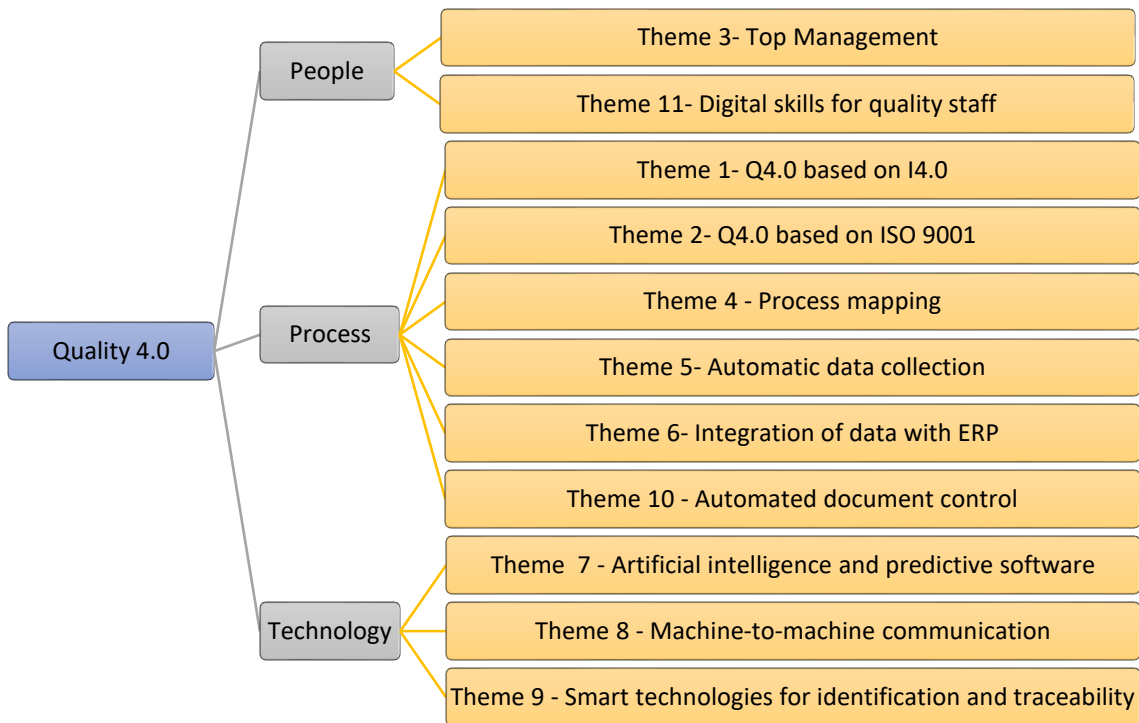 Theme 3- Top Management
People
Theme 11- Digital skills for quality staff
Theme 1- Q4.0 based on I4.0
Theme 2- Q4.0 based on ISO 9001
Theme 4 - Process mapping
Process
Quality 4.0
Theme 5- Automatic data collection
Theme 6- Integration of data with ERP
Theme 10 - Automated document control
Theme  7 - Artificial intelligence and predictive software
Technology
Theme 8 - Machine-to-machine communication
Theme 9 - Smart technologies for identification and traceability